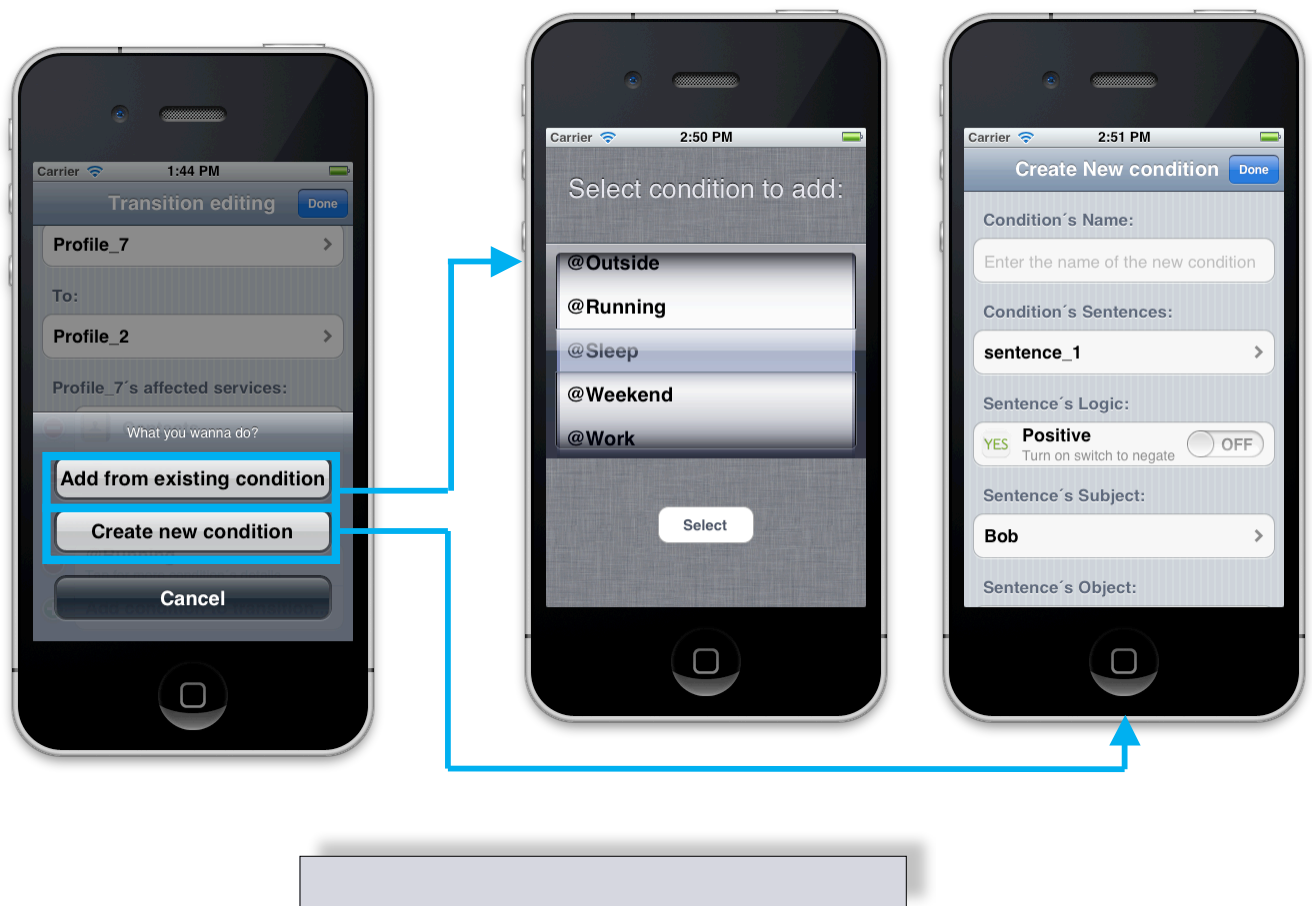 Carrier 1:44 PM
Transition editing Done
Profile_7
To:
Profile_2
Profile_7´s affected services:
What you wanna do?
Add from existing condition
Create new condition
Cancel
Carrier 2:50 PM
Select condition to add:
@Outside
@Running
@Sleep
@Weekend
@Work
Select
Carrier 2:51 PM
Create New condition Done
Condition´s Name:
Enter the name of the new condition
Condition´s Sentences:
sentence_1
Sentence´s Logic:
YES Positive OFF
Turn on switch to negate
Sentence´s Subject:
Bob
Sentence´s Object: